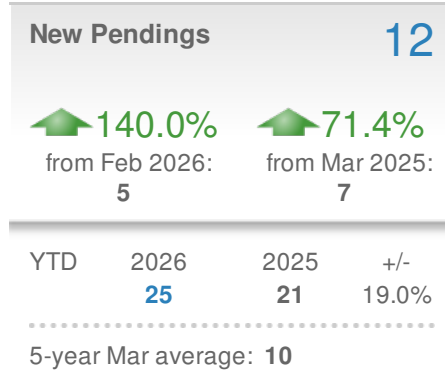 New Pendings 12
140.0% 71.4%
from Feb 2026: from Mar 2025:
5 7
YTD 2026 2025 +/-
25 21 19.0%
5-year Mar average: 10